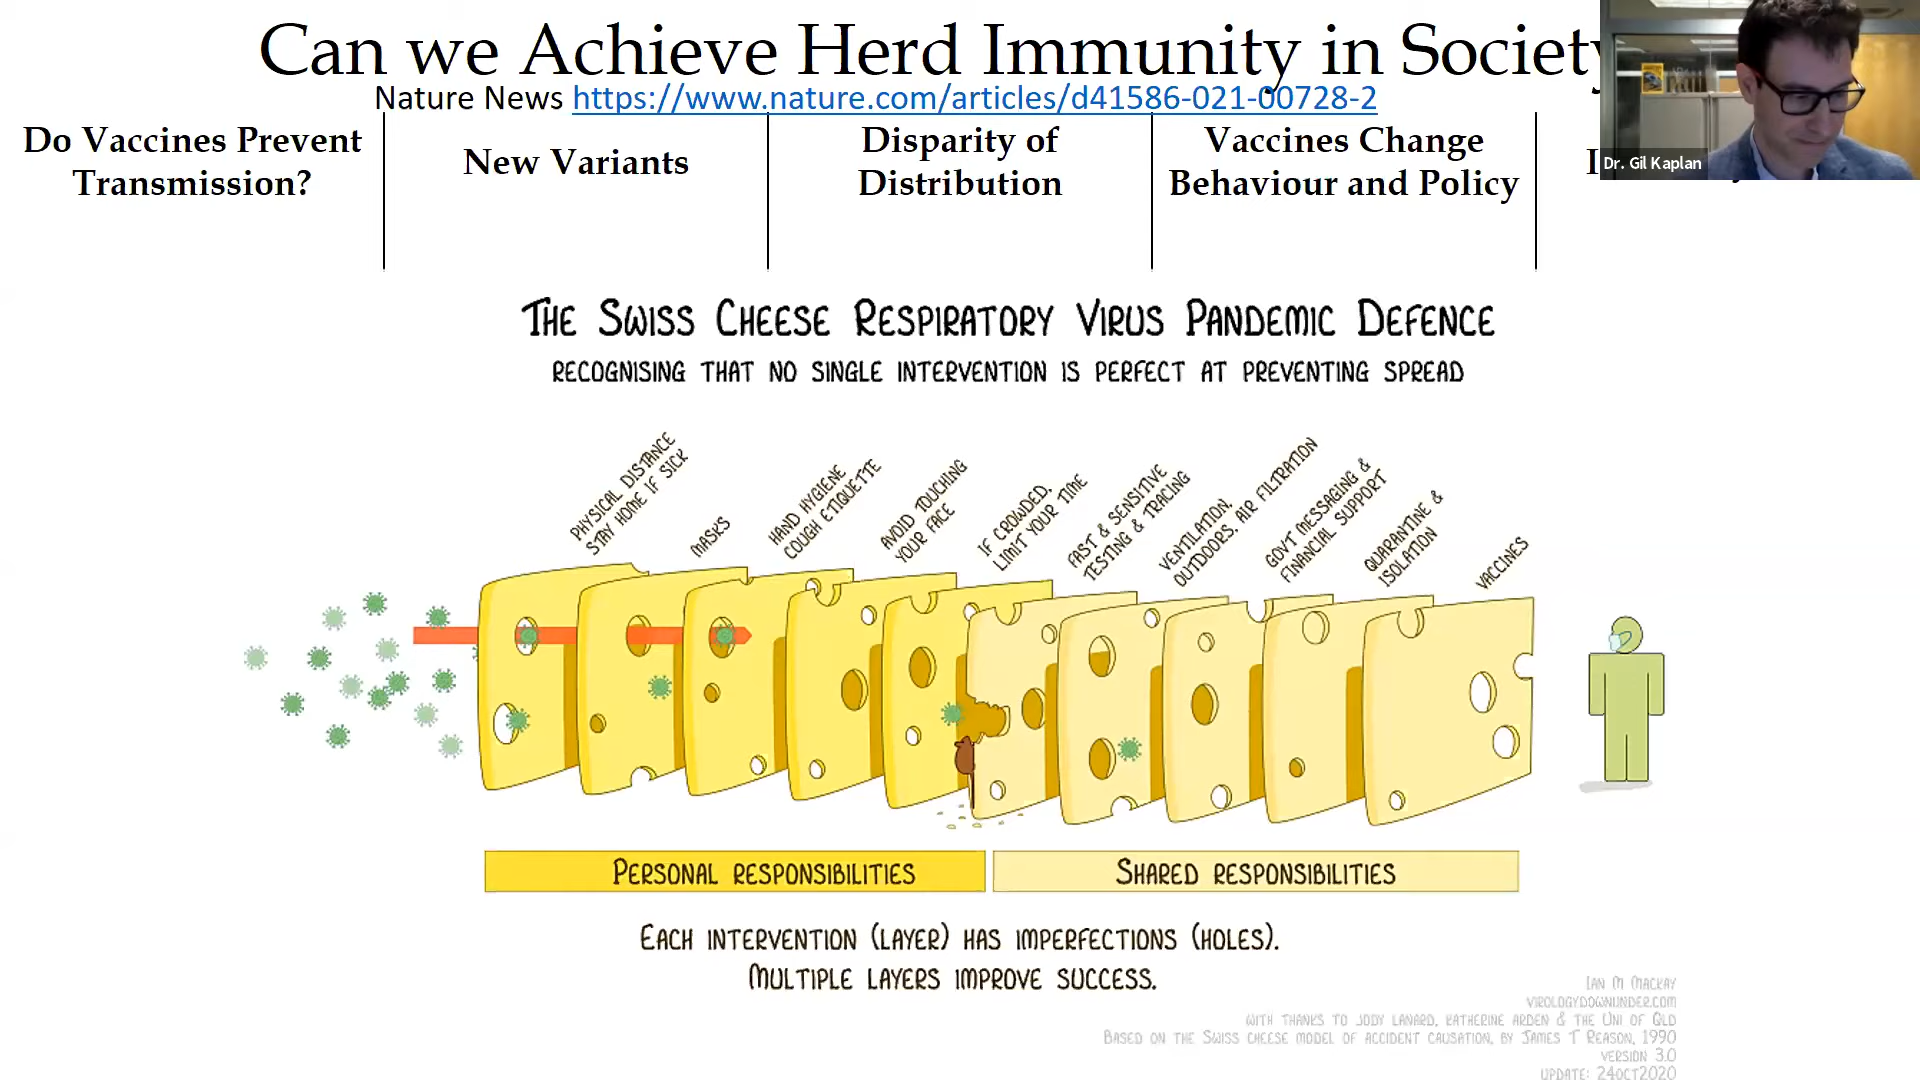 Can we Achieve Herd Immunity in Society
Nature News https://www.nature.com/articles/d41586-021-00728-2
Do Vaccines Prevent
Transmission?
New Variants
Disparity of
Distribution
Vaccines Change
Behaviour and Policy
Dr. Gil Kaplan
THE SWISS CHEESE RESPIRATORY VIRUS PANDEMIC DEFENCE
RECOGNISING THAT NO SINGLE INTERVENTION IS PERFECT AT PREVENTING SPREAD
PHYSICAL DISTANCE
STAY HOME IF SICK
MASKS
HAND HYGIENE
COUGH ETIQUETTE
AVOID TOUCHING
YOUR FACE
IF CROWDED,
LIMIT YOUR TIME
FAST & SENSITIVE
TESTING & TRACING
VENTILATION,
OUTDOORS, AIR FILTRATION
GOVT MESSAGING &
FINANCIAL SUPPORT
QUARANTINE &
ISOLATION
VACCINES
PERSONAL RESPONSIBILITIES
SHARED RESPONSIBILITIES
EACH INTERVENTION (LAYER) HAS IMPERFECTIONS (HOLES).
MULTIPLE LAYERS IMPROVE SUCCESS.
IAN M MACKAY
VIROLOGYDOWNUNDER.COM
WITH THANKS TO JODY LANARD, KATHERINE ARDEN & THE UNI OF QLD
BASED ON THE SWISS CHEESE MODEL OF ACCIDENT CAUSATION, BY JAMES T REASON, 1990
VERSION 3.0
UPDATE: 24OCT2020